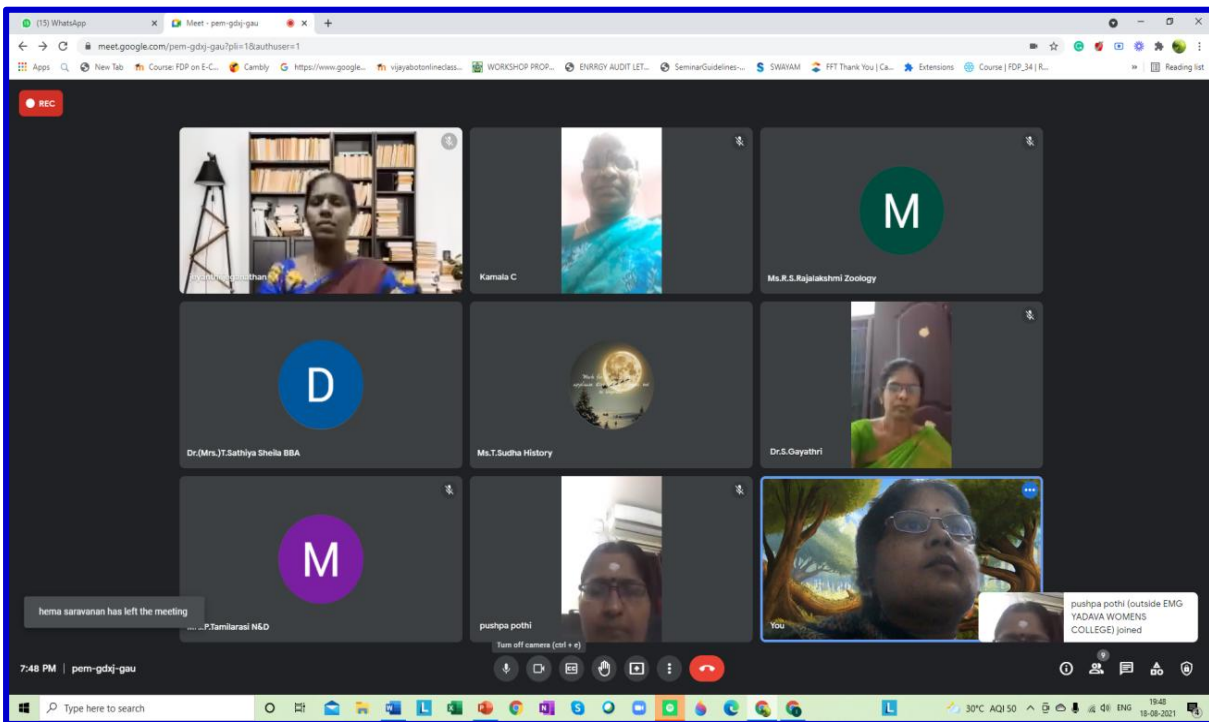 (15) WhatsApp
Meet - pem-gdxj-gau
meet.google.com/pem-gdxj-gau?pli=1&authuser=1
Apps
New Tab
Course: FDP on E-C...
Cambly
https://www.google...
vijayabotonlineclass...
WORKSHOP PROP...
ENRRGY AUDIT LET...
SeminarGuidelines-...
SWAYAM
FFT Thank You | Ca...
Extensions
Course | FDP_34 | R...
Reading list
REC
Kamala C
M
Ms.R.S.Rajalakshmi Zoology
D
Dr.(Mrs.)T.Sathiya Sheila BBA
Ms.T.Sudha History
Dr.S.Gayathri
M
P.Tamilarasi N&D
pushpa pothi
You
hema saravanan has left the meeting
pushpa pothi (outside EMG
YADAVA WOMENS
COLLEGE) joined
Turn off camera (ctrl + e)
7:48 PM | pem-gdxj-gau
9
Type here to search
30°C AQI 50
ENG
19:48
18-08-2021